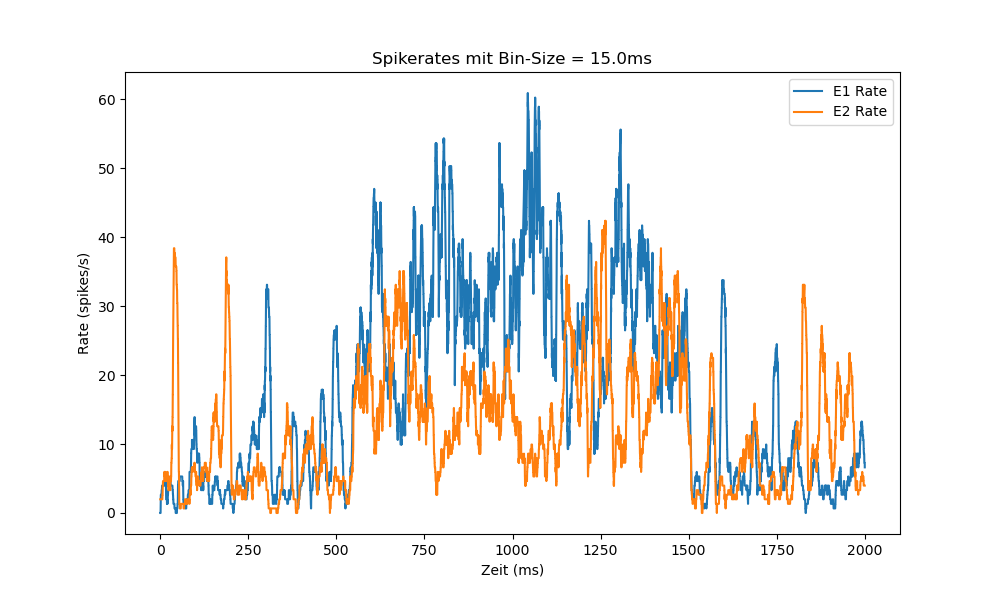 Spikerates mit Bin-Size = 15.0ms
E1 Rate
E2 Rate
Rate (spikes/s)
60
50
40
30
20
10
0
0 250 500 750 1000 1250 1500 1750 2000
Zeit (ms)